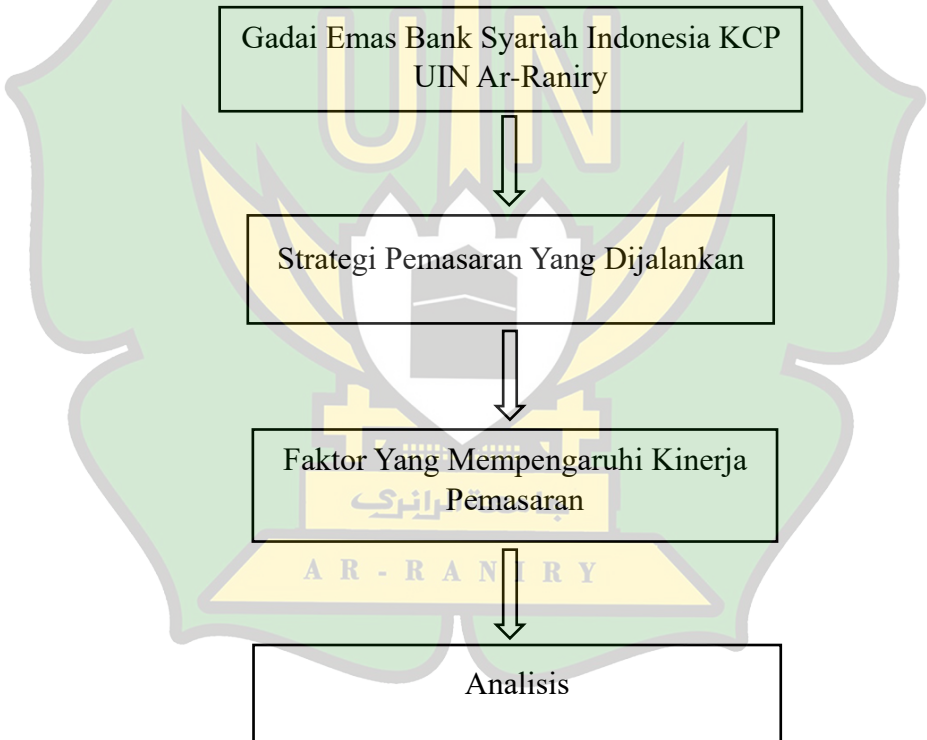 Gadai Emas Bank Syariah Indonesia KCP
UIN Ar-Raniry
UIN
Strategi Pemasaran Yang Dijalankan
Faktor Yang Mempengaruhi Kinerja
Pemasaran
جامعة الرانري
AR-RANIRY
Analisis